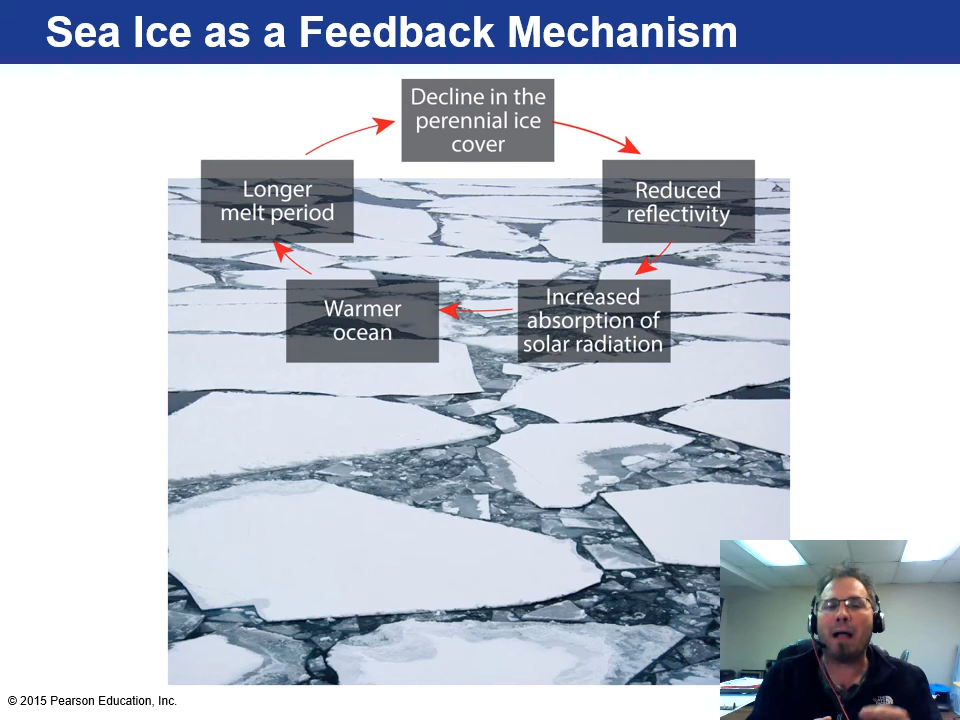 Sea Ice as a Feedback Mechanism
Decline in the
perennial ice
cover
Longer
melt period
Reduced
reflectivity
Warmer
ocean
Increased
absorption of
solar radiation
© 2015 Pearson Education, Inc.